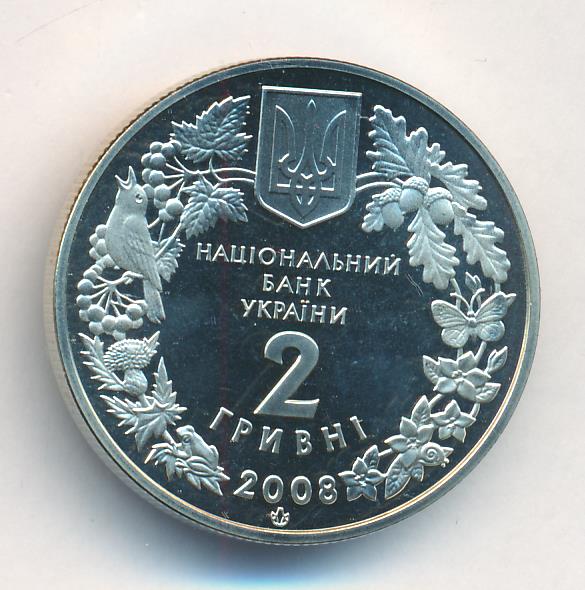 НАЦІОНАЛЬНИЙ
БАНК
УКРАЇНИ
2
ГРИВНІ
2008